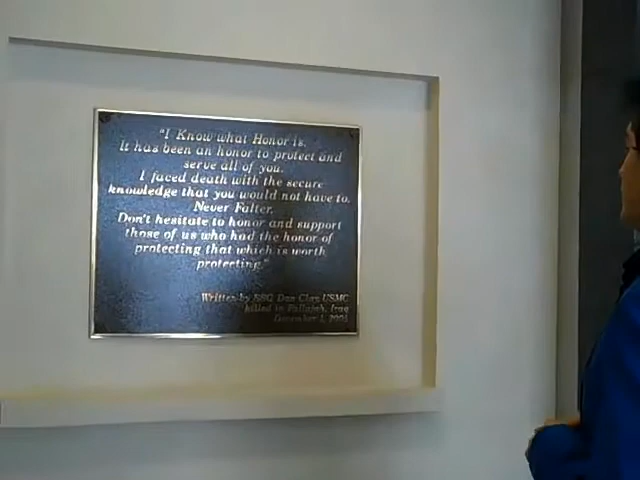 "I Know what Honor is.
It has been an honor to protect and
serve all of you.
I faced death with the secure
knowledge that you would not have to.
Never Falter.
Don't hesitate to honor and support
those of us who had the honor of
protecting that which is worth
protecting."
Written by SSG Dan Clay, USMC
killed in Fallujah, Iraq
December 1, 2005